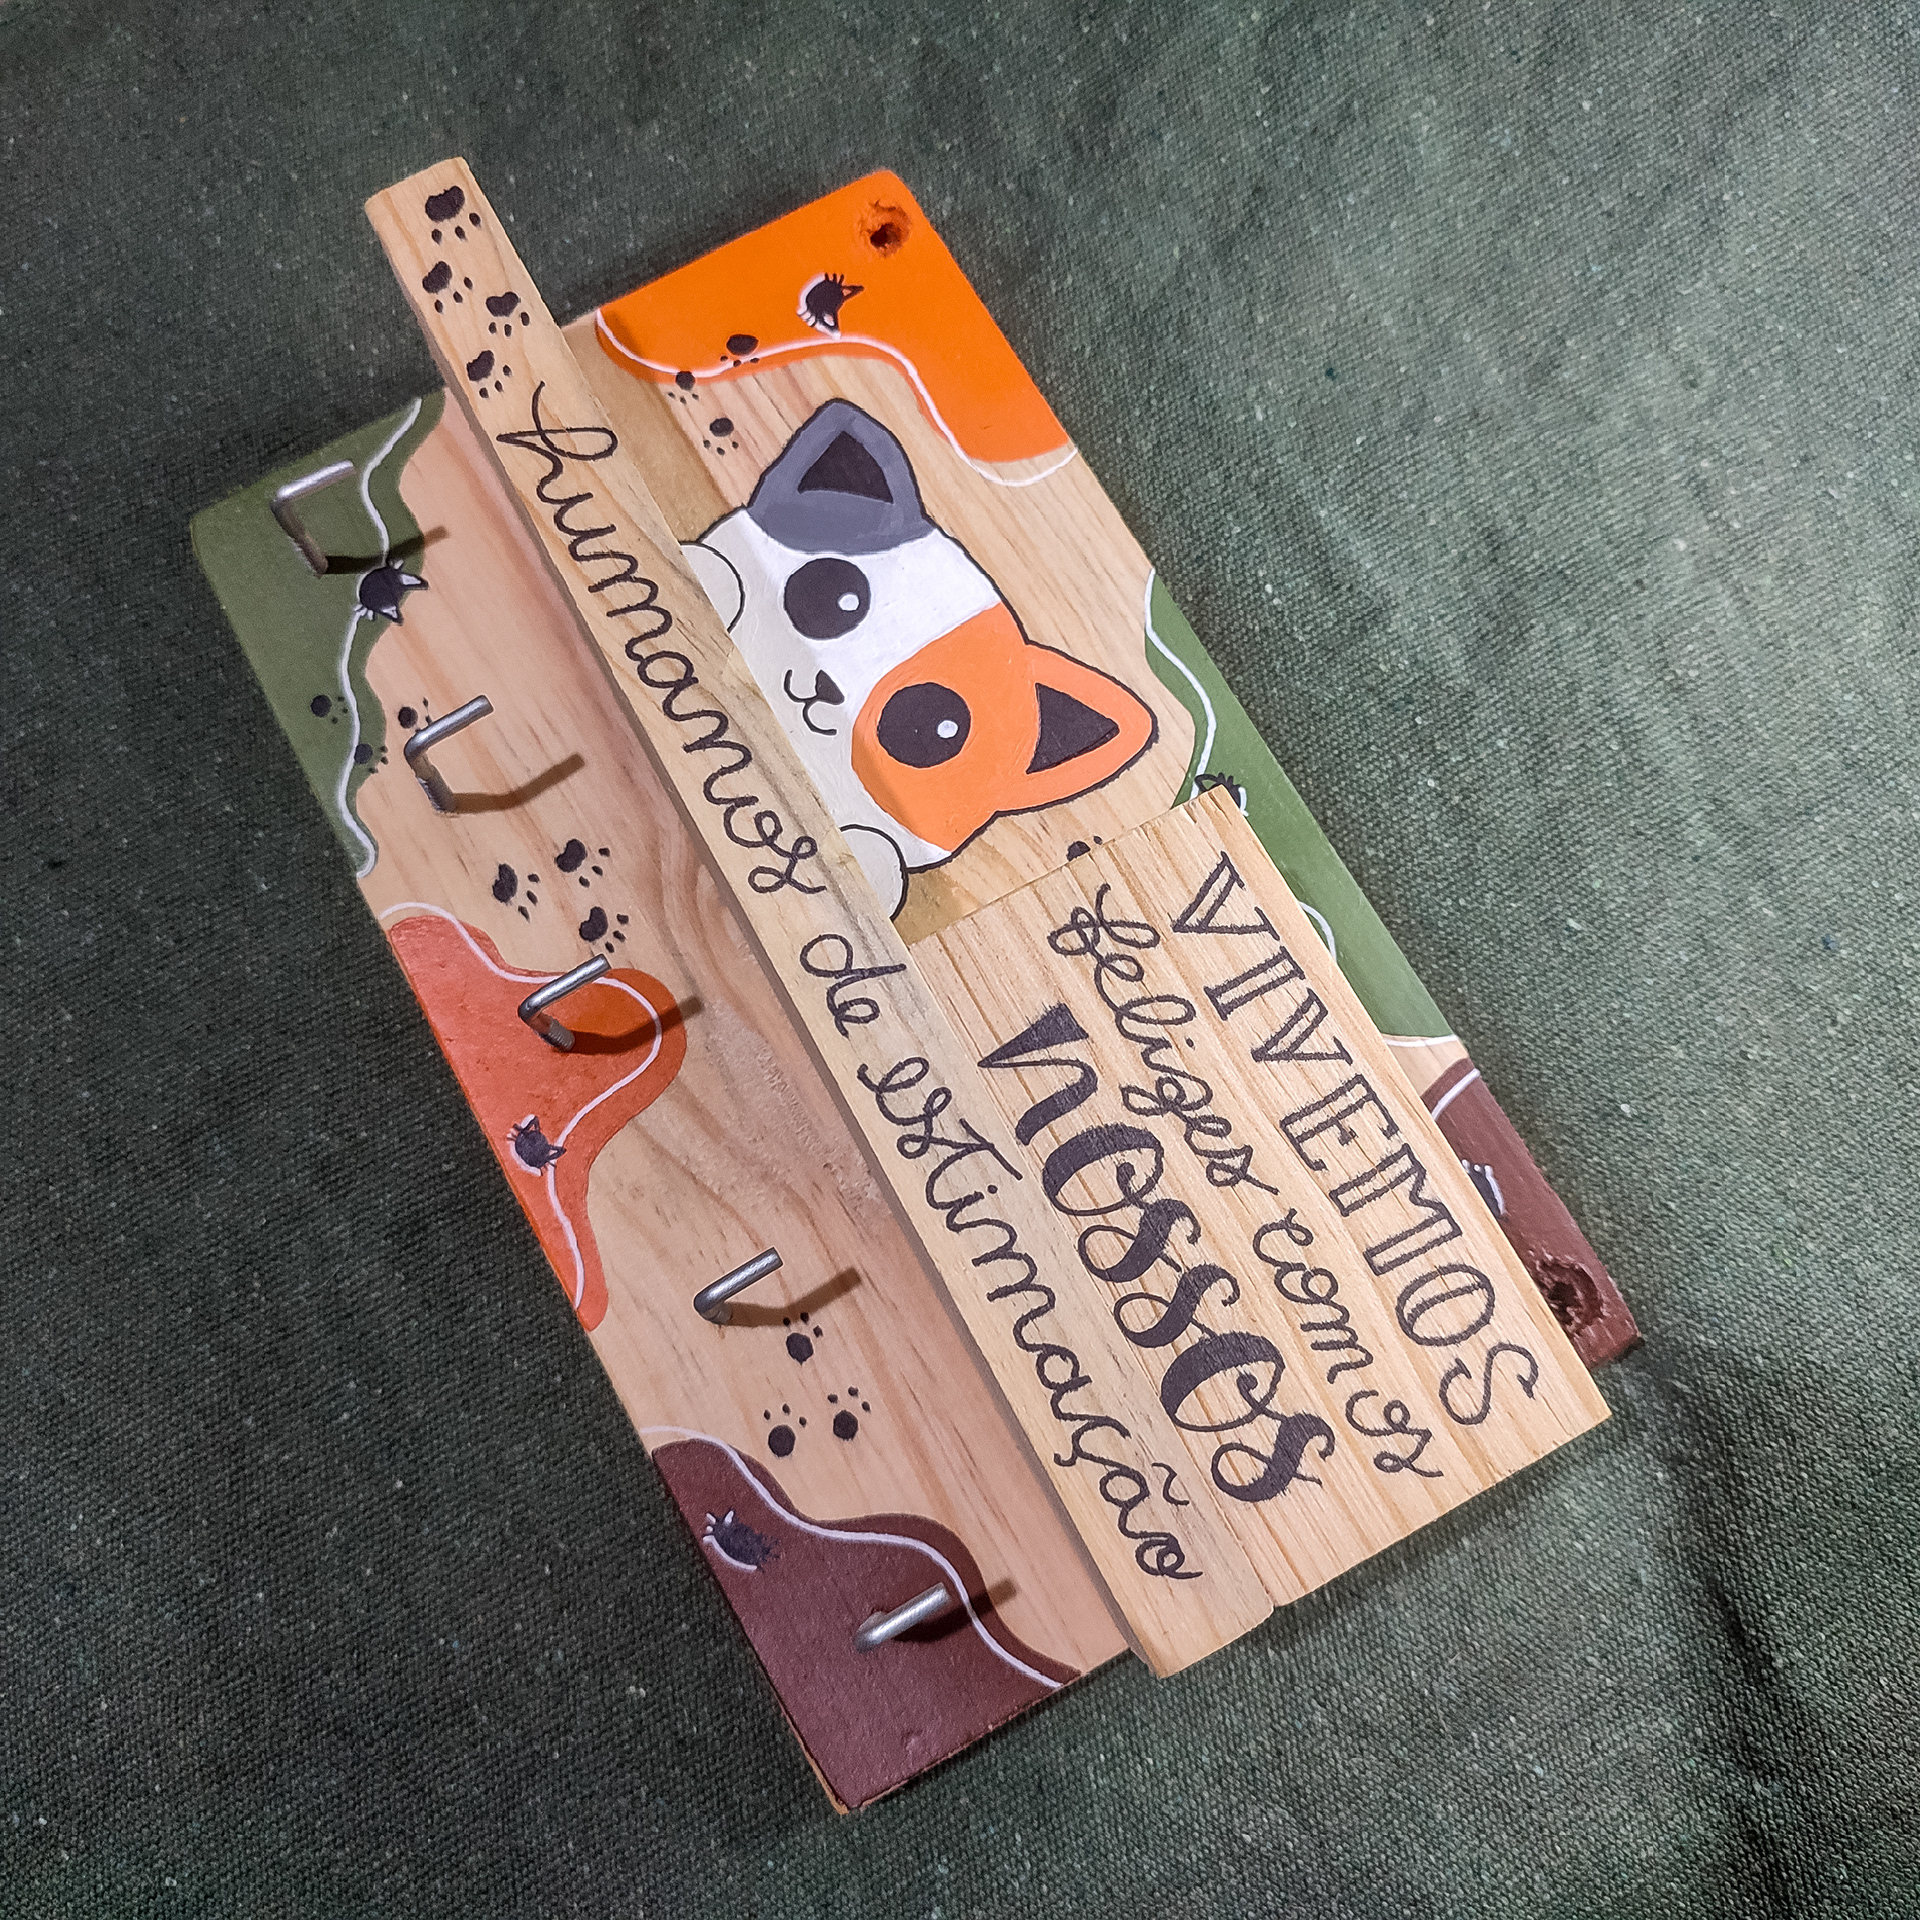 VIVEMOS
felizes com os
nossos
humanos de estimação